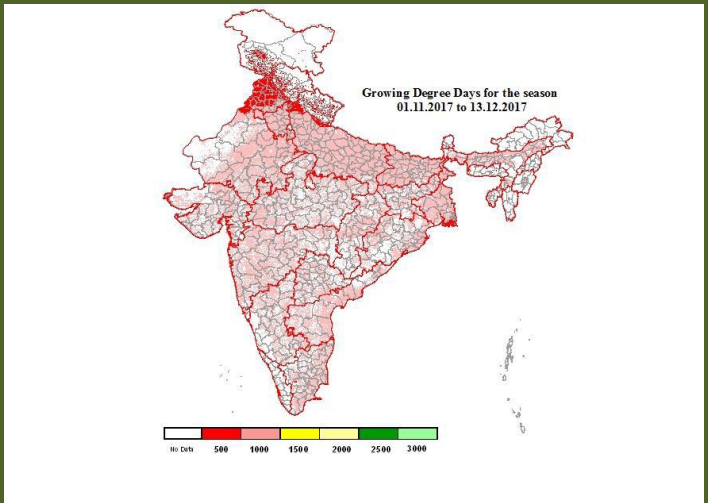 Growing Degree Days for the season
01.11.2017 to 13.12.2017
No Data 500 1000 1500 2000 2500 3000